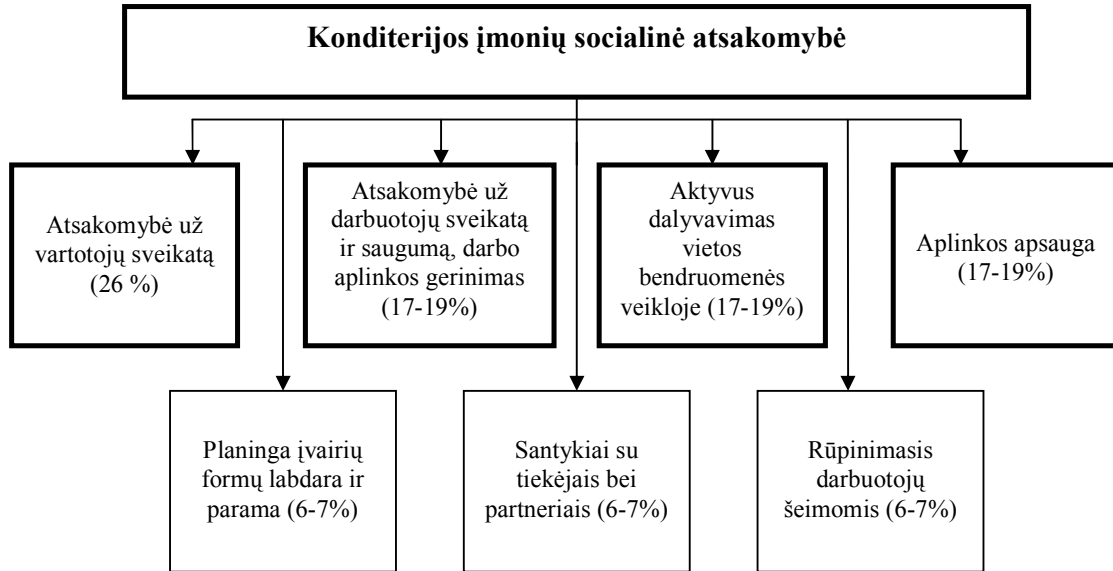 Konditerijos įmonių socialinė atsakomybė
Atsakomybė už
vartotojų sveikatą
(26 %)
Atsakomybė už
darbuotojų sveikatą
ir saugumą, darbo
aplinkos gerinimas
(17-19%)
Aktyvus
dalyvavimas
vietos
bendruomenės
veikloje (17-19%)
Aplinkos apsauga
(17-19%)
Planinga įvairių
formų labdara ir
parama (6-7%)
Santykiai su
tiekėjais bei
partneriais (6-7%)
Rūpinimasis
darbuotojų
šeimomis (6-7%)